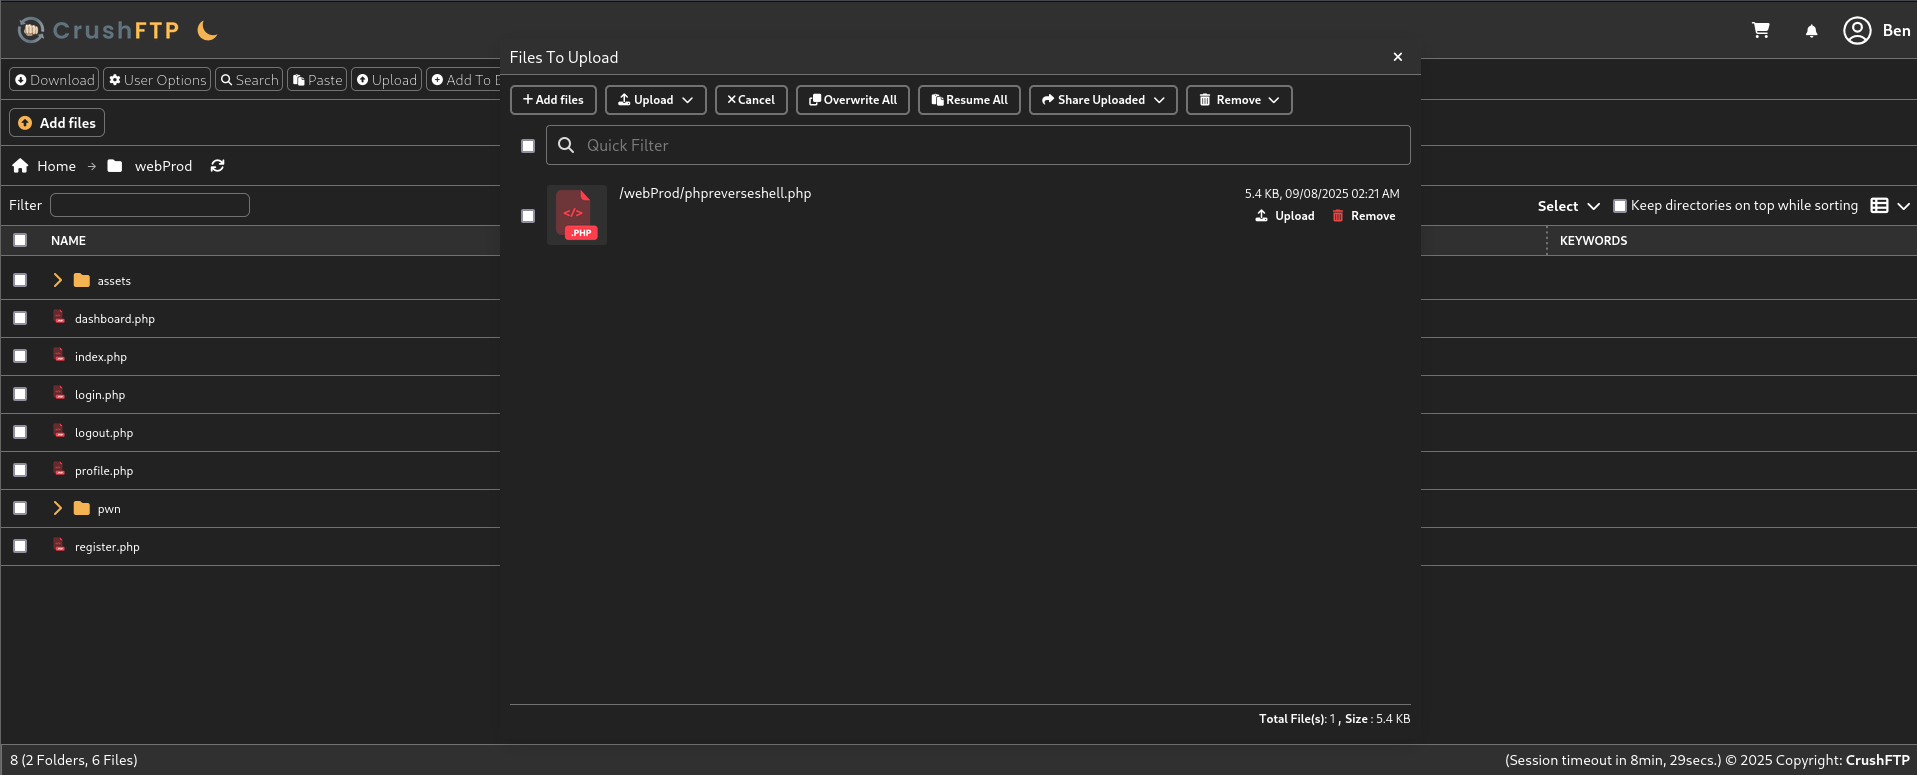 CrushFTP
Ben
Download User Options Search Paste Upload Add To
Files To Upload
Add files Upload Cancel Overwrite All Resume All Share Uploaded Remove
Quick Filter
/webProd/phpreverseshell.php
5.4 KB, 09/08/2025 02:21 AM
Upload Remove
</>
.PHP
Total File(s): 1 , Size : 5.4 KB
Add files
Home → webProd
Filter
Select Keep directories on top while sorting
NAME KEYWORDS
assets
dashboard.php
index.php
login.php
logout.php
profile.php
pwn
register.php
8 (2 Folders, 6 Files) (Session timeout in 8min, 29secs.) © 2025 Copyright: CrushFTP